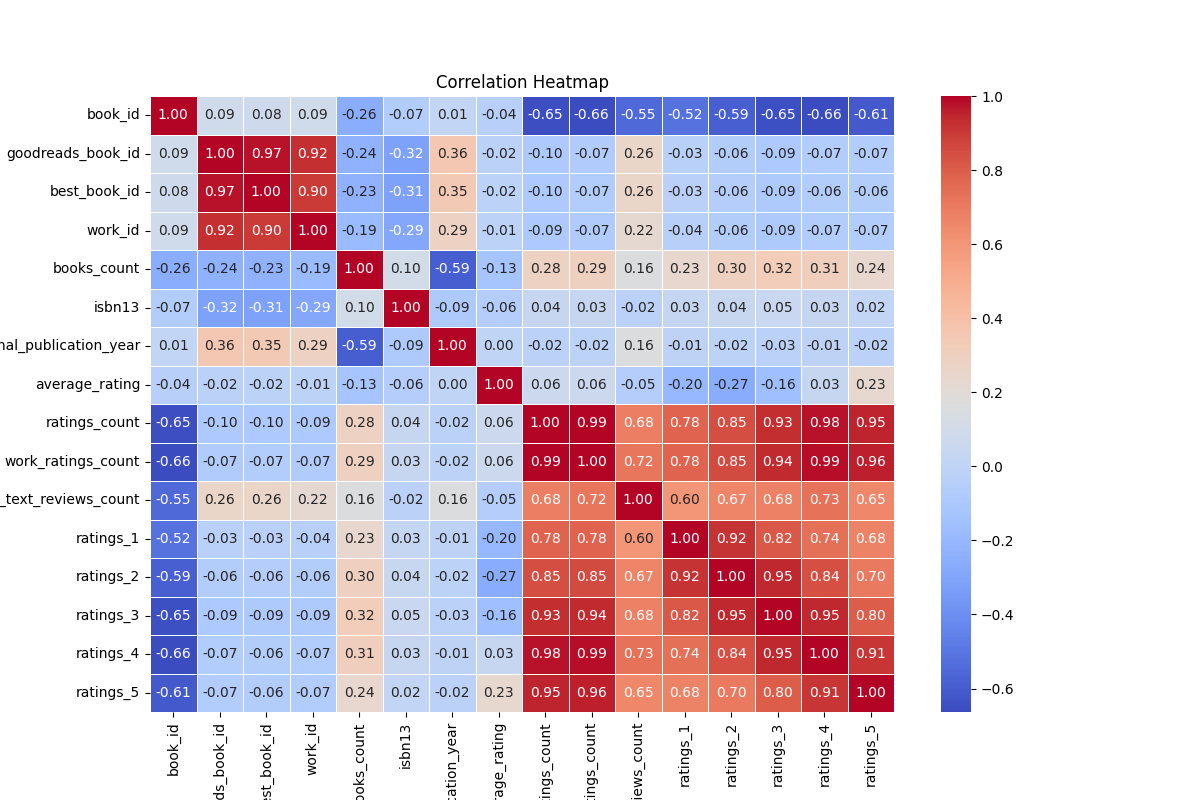 Correlation Heatmap
book_id 1.00 0.09 0.08 0.09 -0.26 -0.07 0.01 -0.04 -0.65 -0.66 -0.55 -0.52 -0.59 -0.65 -0.66 -0.61
goodreads_book_id 0.09 1.00 0.97 0.92 -0.24 -0.32 0.36 -0.02 -0.10 -0.07 0.26 -0.03 -0.06 -0.09 -0.07 -0.07
best_book_id 0.08 0.97 1.00 0.90 -0.23 -0.31 0.35 -0.02 -0.10 -0.07 0.26 -0.03 -0.06 -0.09 -0.06 -0.06
work_id 0.09 0.92 0.90 1.00 -0.19 -0.29 0.29 -0.01 -0.09 -0.07 0.22 -0.04 -0.06 -0.09 -0.07 -0.07
books_count -0.26 -0.24 -0.23 -0.19 1.00 0.10 -0.59 -0.13 0.28 0.29 0.16 0.23 0.30 0.32 0.31 0.24
isbn13 -0.07 -0.32 -0.31 -0.29 0.10 1.00 -0.09 -0.06 0.04 0.03 -0.02 0.03 0.04 0.05 0.03 0.02
nal_publication_year 0.01 0.36 0.35 0.29 -0.59 -0.09 1.00 0.00 -0.02 -0.02 0.16 -0.01 -0.02 -0.03 -0.01 -0.02
average_rating -0.04 -0.02 -0.02 -0.01 -0.13 -0.06 0.00 1.00 0.06 0.06 -0.05 -0.20 -0.27 -0.16 0.03 0.23
ratings_count -0.65 -0.10 -0.10 -0.09 0.28 0.04 -0.02 0.06 1.00 0.99 0.68 0.78 0.85 0.93 0.98 0.95
work_ratings_count -0.66 -0.07 -0.07 -0.07 0.29 0.03 -0.02 0.06 0.99 1.00 0.72 0.78 0.85 0.94 0.99 0.96
_text_reviews_count -0.55 0.26 0.26 0.22 0.16 -0.02 0.16 -0.05 0.68 0.72 1.00 0.60 0.67 0.68 0.73 0.65
ratings_1 -0.52 -0.03 -0.03 -0.04 0.23 0.03 -0.01 -0.20 0.78 0.78 0.60 1.00 0.92 0.82 0.74 0.68
ratings_2 -0.59 -0.06 -0.06 -0.06 0.30 0.04 -0.02 -0.27 0.85 0.85 0.67 0.92 1.00 0.95 0.84 0.70
ratings_3 -0.65 -0.09 -0.09 -0.09 0.32 0.05 -0.03 -0.16 0.93 0.94 0.68 0.82 0.95 1.00 0.95 0.80
ratings_4 -0.66 -0.07 -0.06 -0.07 0.31 0.03 -0.01 0.03 0.98 0.99 0.73 0.74 0.84 0.95 1.00 0.91
ratings_5 -0.61 -0.07 -0.06 -0.07 0.24 0.02 -0.02 0.23 0.95 0.96 0.65 0.68 0.70 0.80 0.91 1.00
book_id
ds_book_id
est_book_id
work_id
ooks_count
isbn13
cation_year
rage_rating
tings_count
tings_count
iews_count
ratings_1
ratings_2
ratings_3
ratings_4
ratings_5
1.0
0.8
0.6
0.4
0.2
0.0
−0.2
−0.4
−0.6